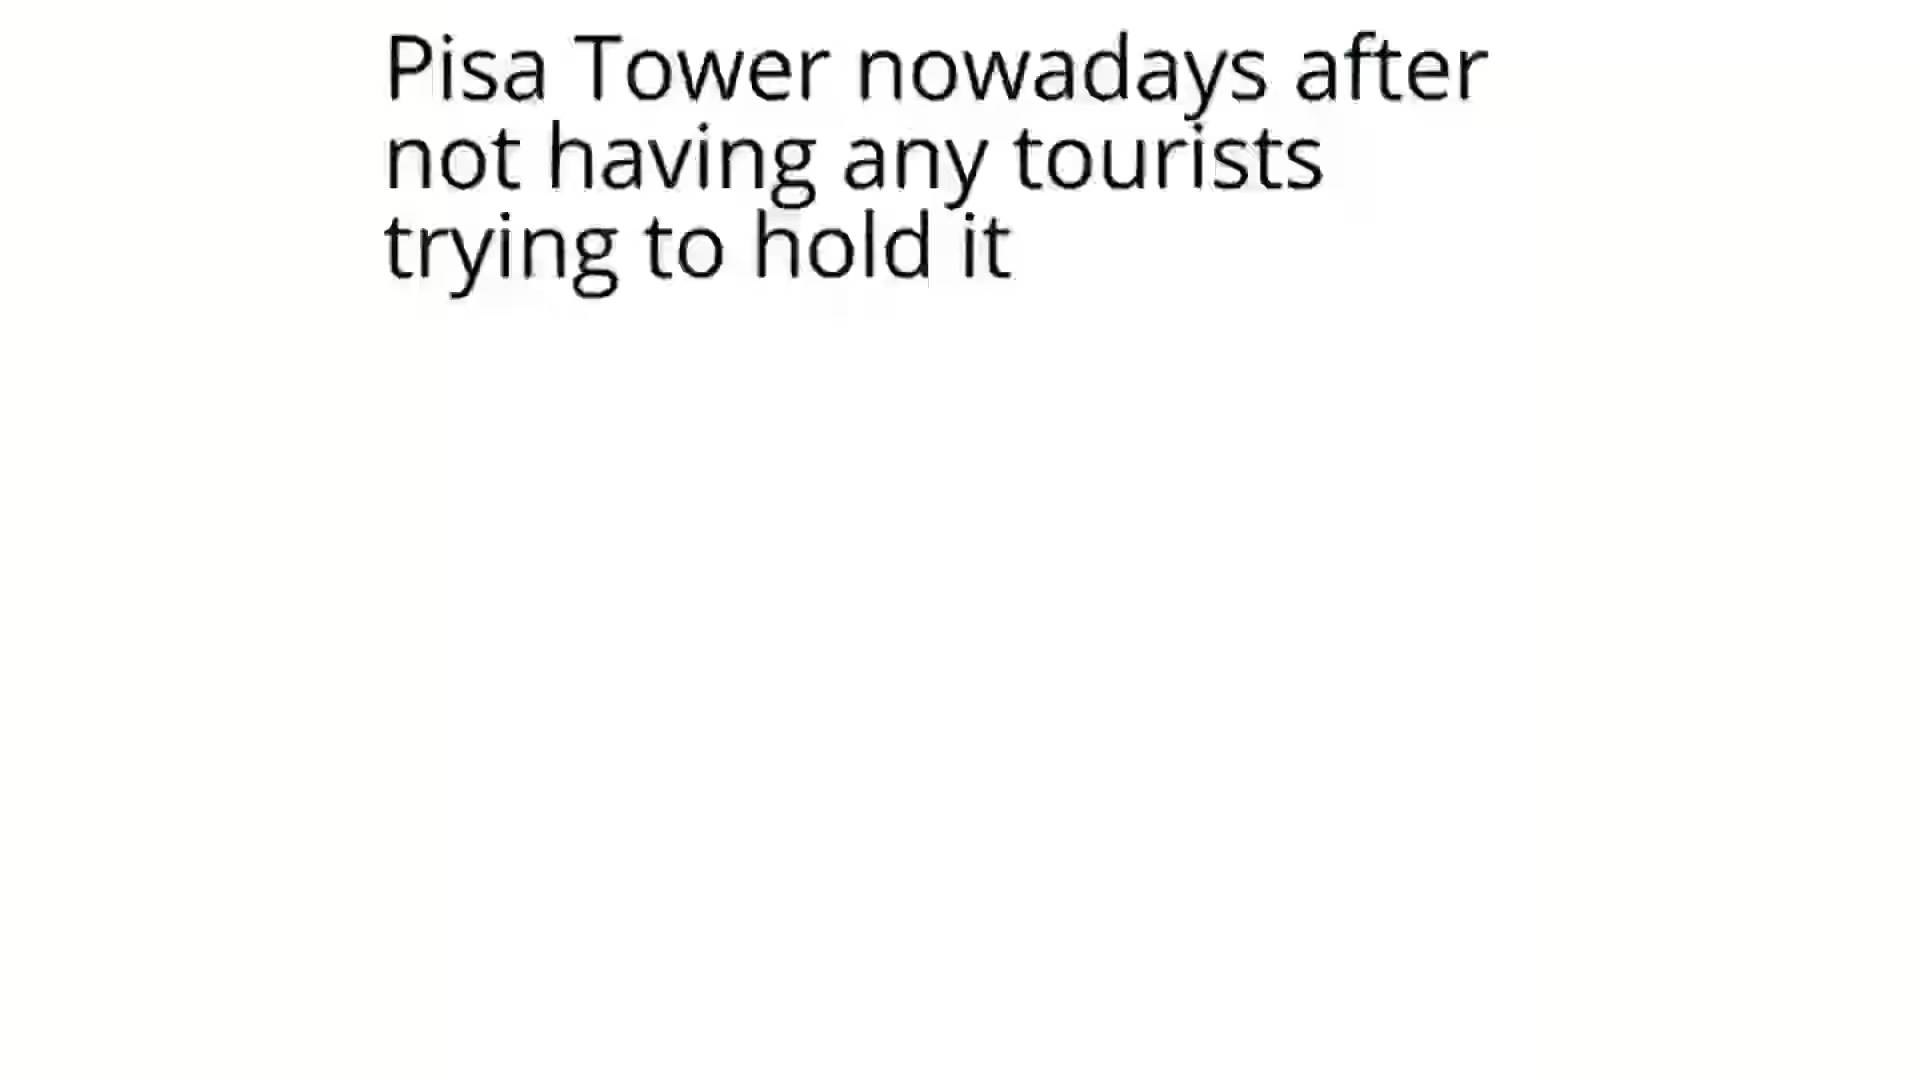 Pisa Tower nowadays after
not having any tourists
trying to hold it